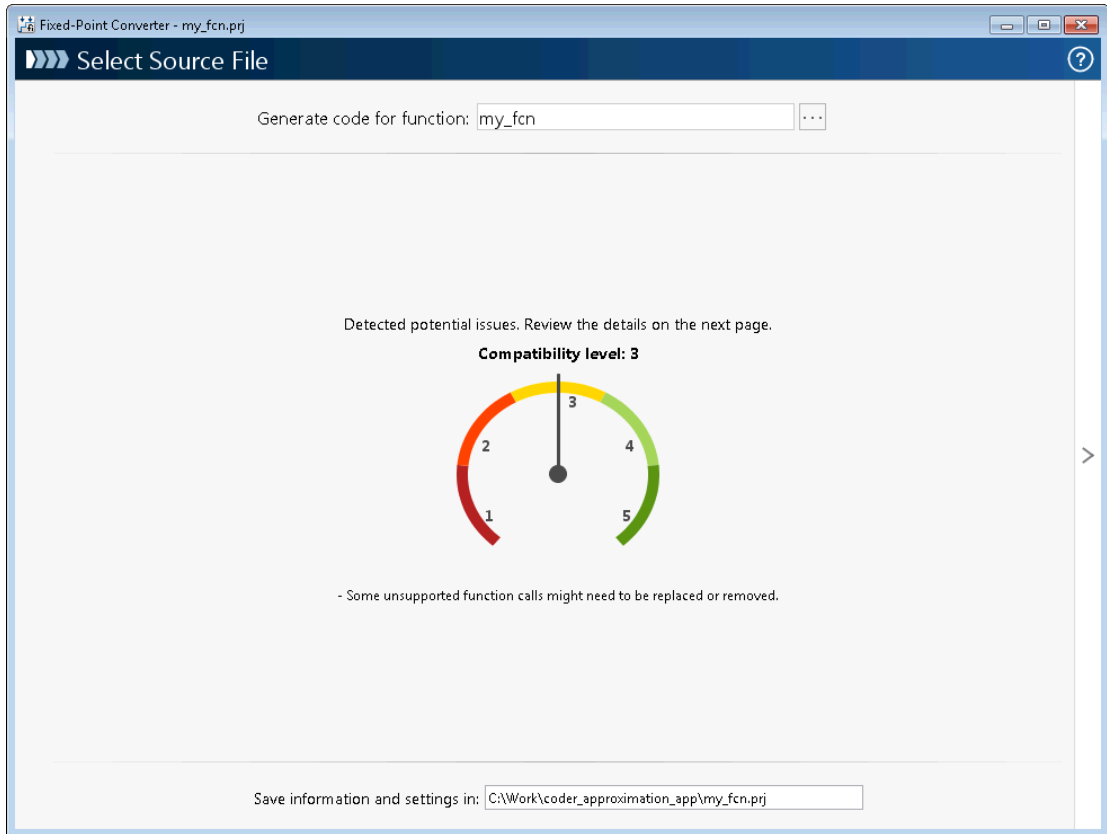 Fixed-Point Converter - my_fcn.prj
Select Source File
?
Generate code for function: my_fcn ...
Detected potential issues. Review the details on the next page.
Compatibility level: 3
3
2 4
1 5
- Some unsupported function calls might need to be replaced or removed.
Save information and settings in: C:\Work\coder_approximation_app\my_fcn.prj